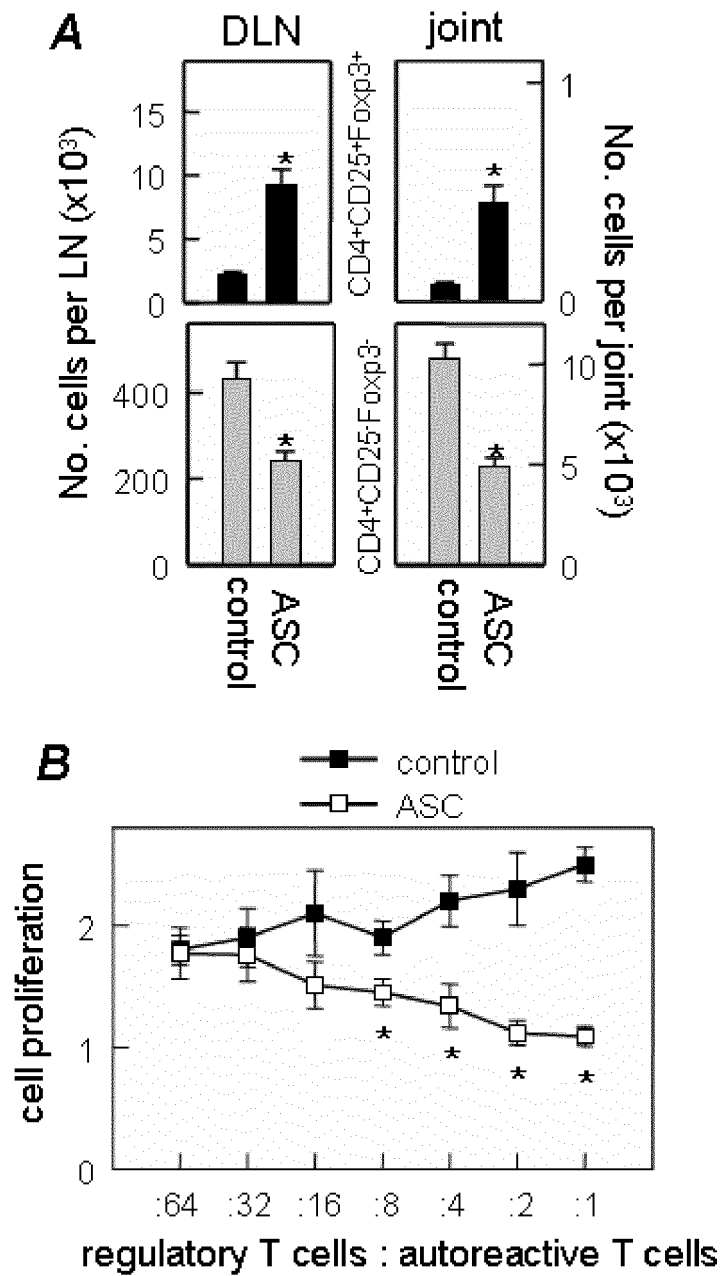 A
DLN
joint
No. cells per LN (x10³)
15
10
5
0
*
CD4+CD25+Foxp3+
*
1
0
No. cells per joint (x10³)
400
200
0
*
CD4+CD25-Foxp3-
*
10
5
0
control
ASC
control
ASC
B
control
ASC
cell proliferation
2
1
0
* * * *
:64 :32 :16 :8 :4 :2 :1
regulatory T cells : autoreactive T cells